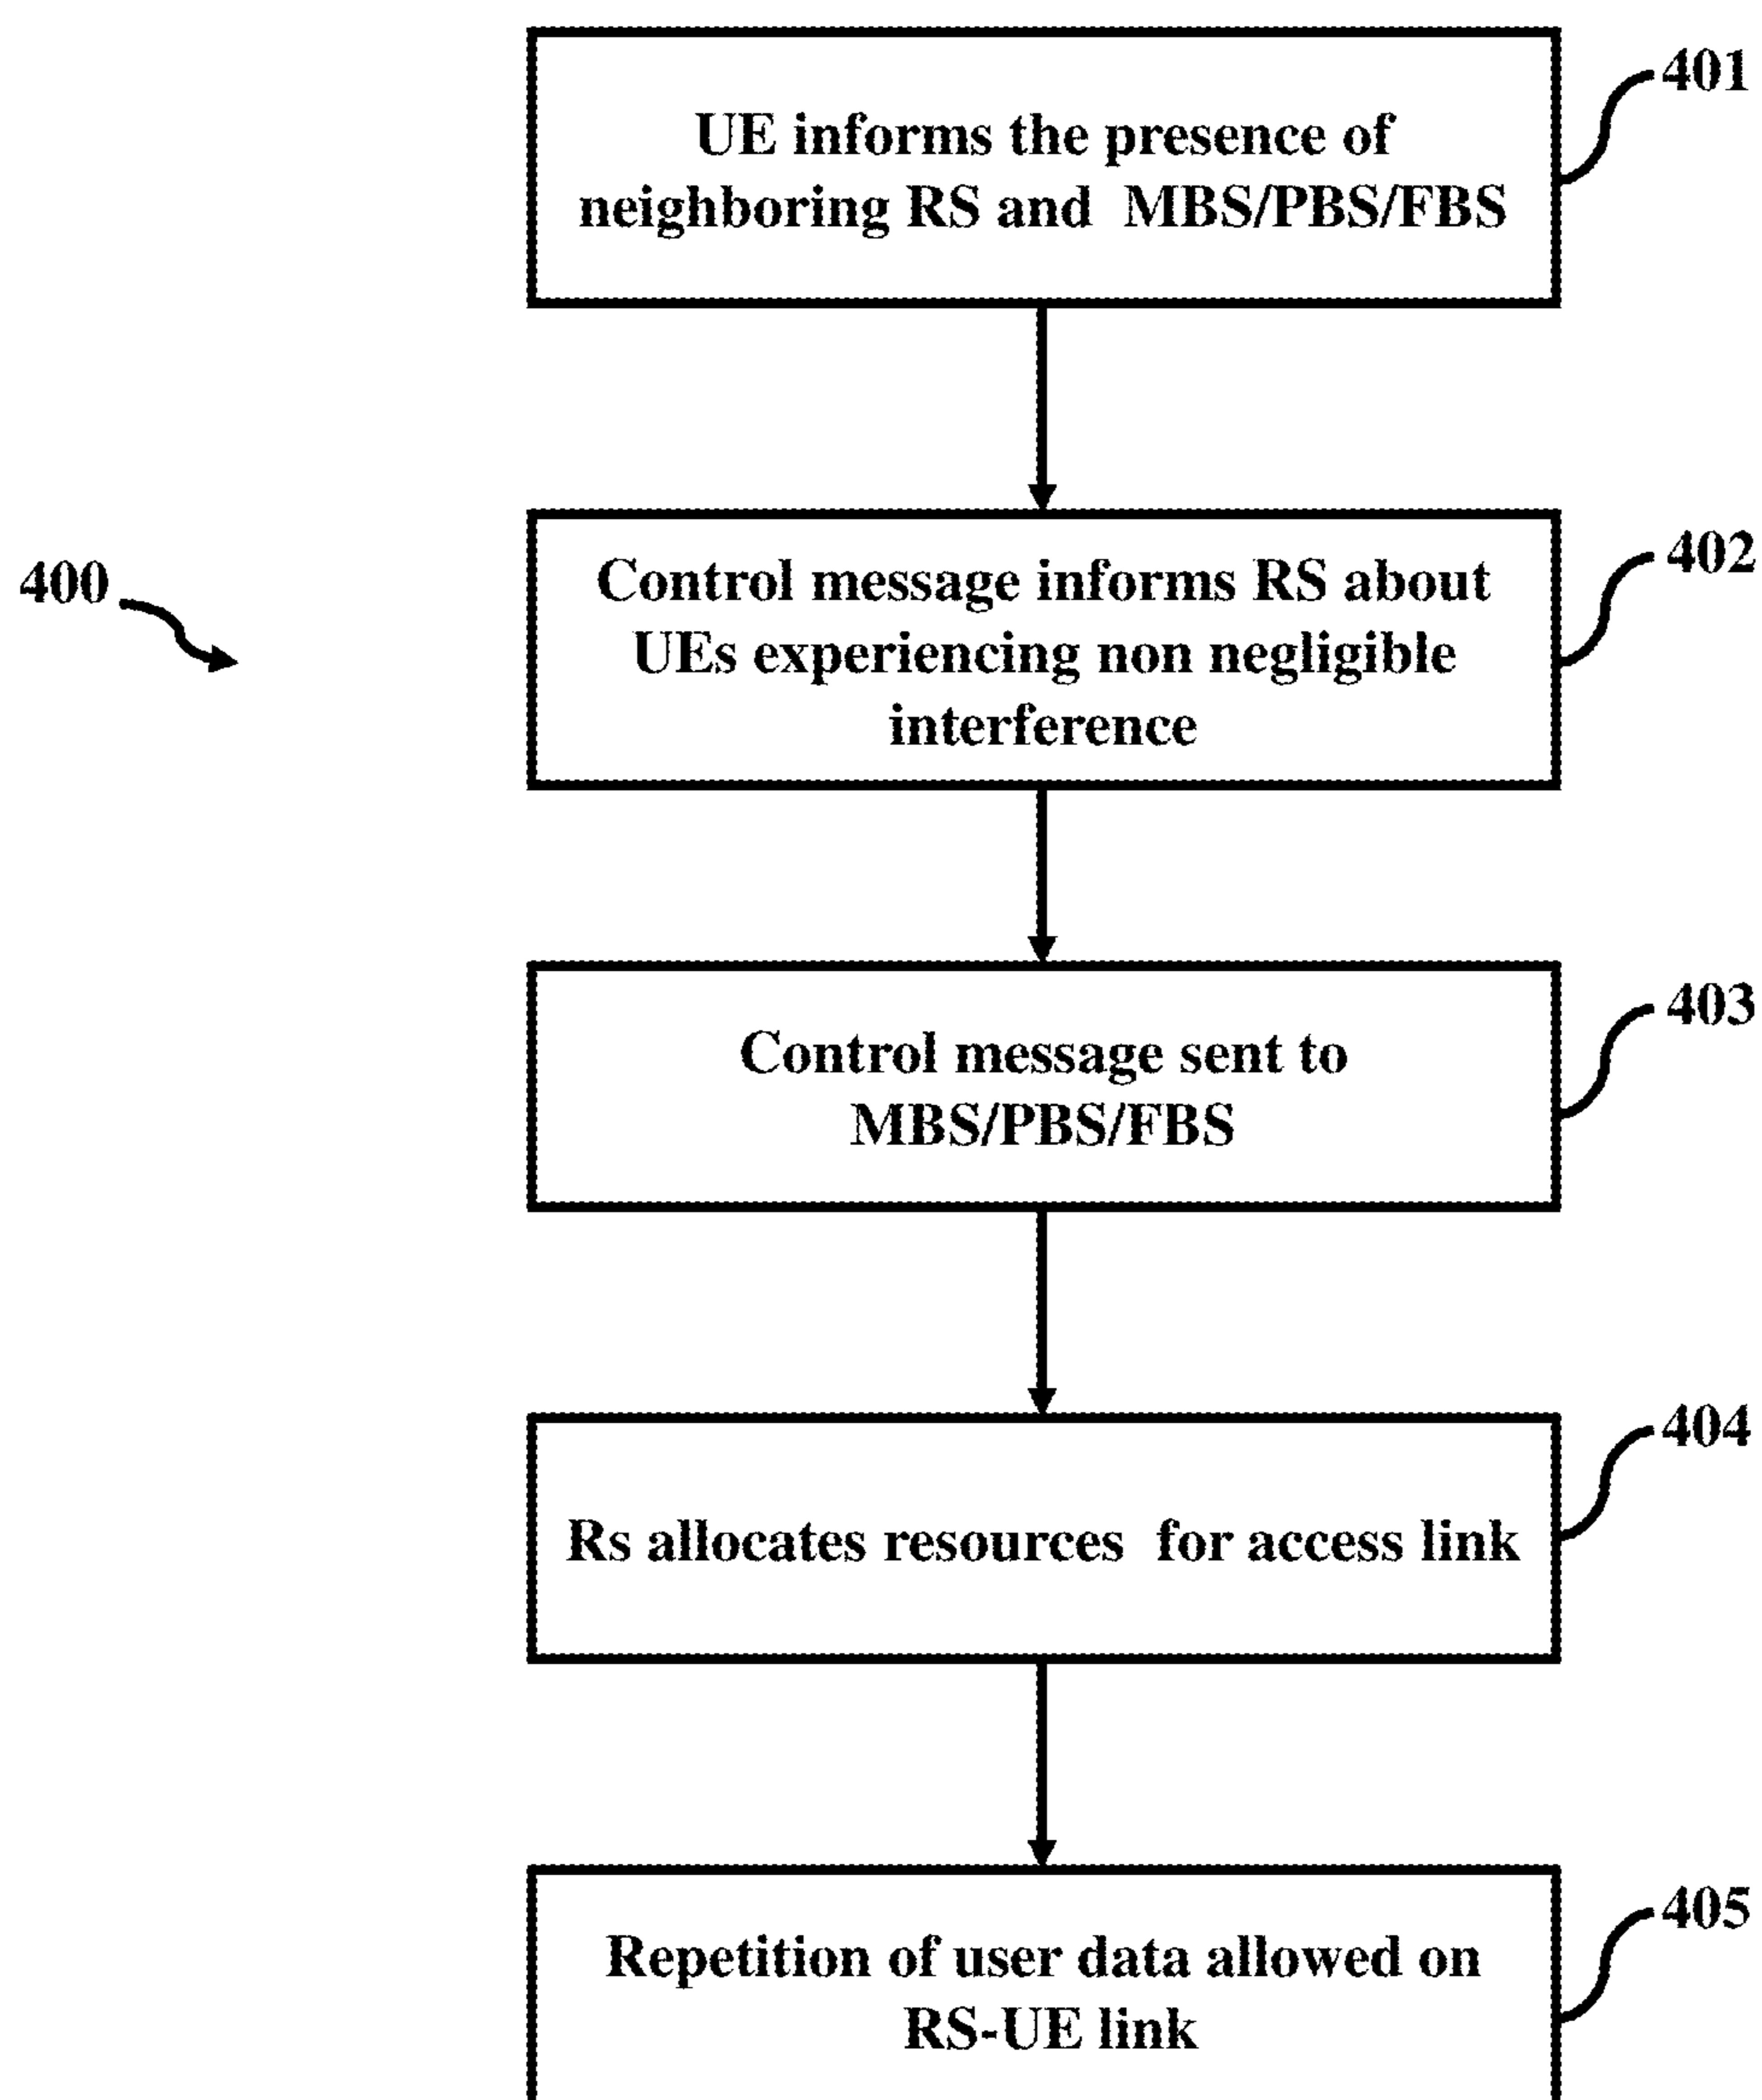 401
UE informs the presence of
neighboring RS and MBS/PBS/FBS
402
400
Control message informs RS about
UEs experiencing non negligible
interference
403
Control message sent to
MBS/PBS/FBS
404
Rs allocates resources for access link
405
Repetition of user data allowed on
RS-UE link